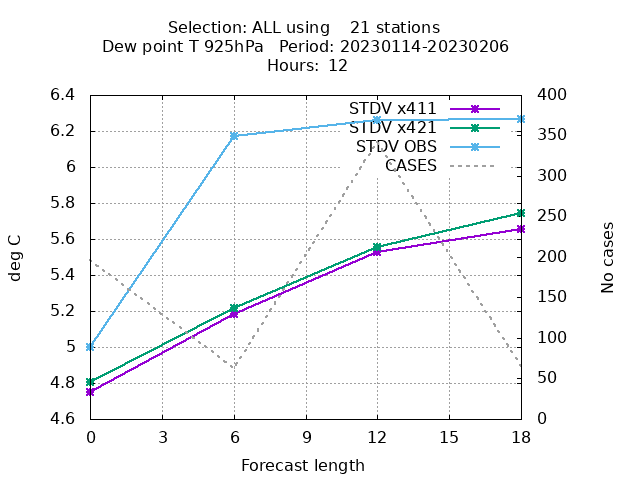 Selection: ALL using    21 stations
Dew point T 925hPa   Period: 20230114-20230206
Hours:  12
6.4
6.2
6
5.8
5.6
5.4
5.2
5
4.8
4.6
deg C
STDV x411
STDV x421
STDV OBS
CASES
400
350
300
250
200
150
100
50
0
No cases
0 3 6 9 12 15 18
Forecast length